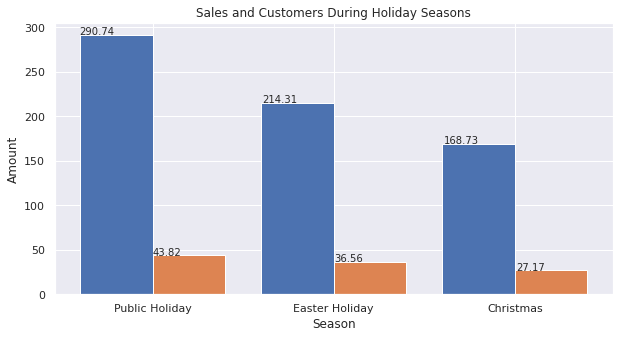 Sales and Customers During Holiday Seasons
Amount
300
250
200
150
100
50
0
290.74
43.82
214.31
36.56
168.73
27.17
Public Holiday
Easter Holiday
Christmas
Season